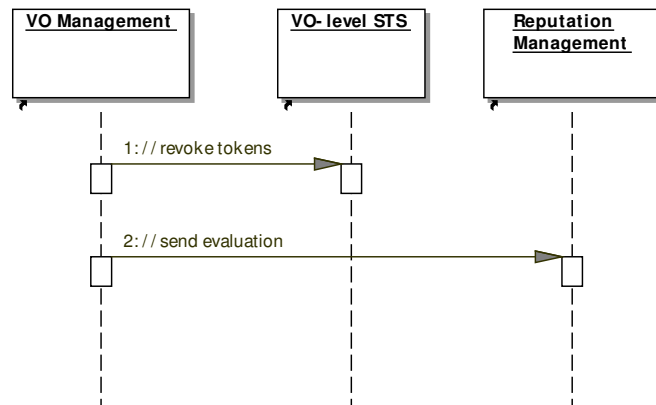 VO Management
VO- level STS
Reputation
Management
1: // revoke tokens
2: // send evaluation